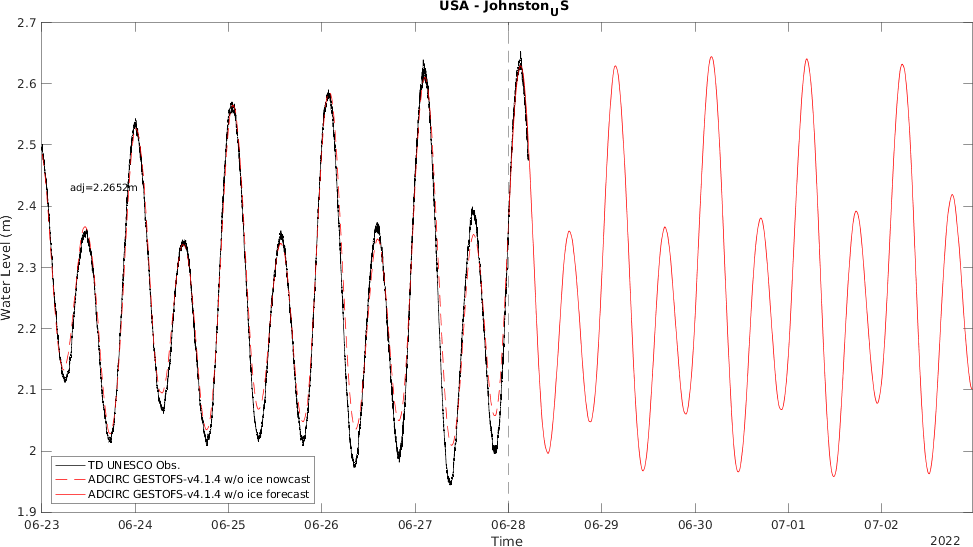 USA - Johnston_US
2.7
2.6
2.5
2.4
2.3
2.2
2.1
2
1.9
Water Level (m)
adj=2.2652m
TD UNESCO Obs.
ADCIRC GESTOFS-v4.1.4 w/o ice nowcast
ADCIRC GESTOFS-v4.1.4 w/o ice forecast
06-23 06-24 06-25 06-26 06-27 06-28 06-29 06-30 07-01 07-02
Time
2022